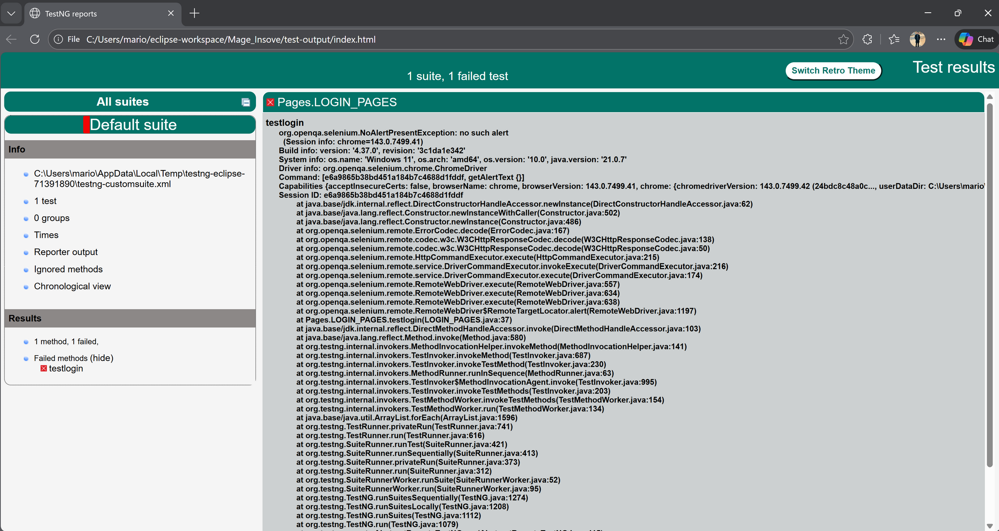 TestNG reports
File C:/Users/mario/eclipse-workspace/Mage_Insove/test-output/index.html
Chat
1 suite, 1 failed test
Switch Retro Theme
Test results
All suites
Default suite
Info
C:\Users\mario\AppData\Local\Temp\testng-eclipse-
71391890\testng-customsuite.xml
1 test
0 groups
Times
Reporter output
Ignored methods
Chronological view
Results
1 method, 1 failed,
Failed methods (hide)
testlogin
Pages.LOGIN_PAGES
testlogin
org.openqa.selenium.NoAlertPresentException: no such alert
(Session info: chrome=143.0.7499.41)
Build info: version: '4.37.0', revision: '3c1da1e342'
System info: os.name: 'Windows 11', os.arch: 'amd64', os.version: '10.0', java.version: '21.0.7'
Driver info: org.openqa.selenium.chrome.ChromeDriver
Command: [e6a9865b38bd451a184b7c4688d1fddf, getAlertText {}]
Capabilities {acceptInsecureCerts: false, browserName: chrome, browserVersion: 143.0.7499.41, chrome: {chromedriverVersion: 143.0.7499.42 (24bdc8c48a0c..., userDataDir: C:\Users\mario\
Session ID: e6a9865b38bd451a184b7c4688d1fddf
at java.base/jdk.internal.reflect.DirectConstructorHandleAccessor.newInstance(DirectConstructorHandleAccessor.java:62)
at java.base/java.lang.reflect.Constructor.newInstanceWithCaller(Constructor.java:502)
at java.base/java.lang.reflect.Constructor.newInstance(Constructor.java:486)
at org.openqa.selenium.remote.ErrorCodec.decode(ErrorCodec.java:167)
at org.openqa.selenium.remote.codec.w3c.W3CHttpResponseCodec.decode(W3CHttpResponseCodec.java:138)
at org.openqa.selenium.remote.codec.w3c.W3CHttpResponseCodec.decode(W3CHttpResponseCodec.java:50)
at org.openqa.selenium.remote.HttpCommandExecutor.execute(HttpCommandExecutor.java:215)
at org.openqa.selenium.remote.service.DriverCommandExecutor.invokeExecute(DriverCommandExecutor.java:216)
at org.openqa.selenium.remote.service.DriverCommandExecutor.execute(DriverCommandExecutor.java:174)
at org.openqa.selenium.remote.RemoteWebDriver.execute(RemoteWebDriver.java:557)
at org.openqa.selenium.remote.RemoteWebDriver.execute(RemoteWebDriver.java:634)
at org.openqa.selenium.remote.RemoteWebDriver.execute(RemoteWebDriver.java:638)
at org.openqa.selenium.remote.RemoteWebDriver$RemoteTargetLocator.alert(RemoteWebDriver.java:1197)
at Pages.LOGIN_PAGES.testlogin(LOGIN_PAGES.java:37)
at java.base/jdk.internal.reflect.DirectMethodHandleAccessor.invoke(DirectMethodHandleAccessor.java:103)
at java.base/java.lang.reflect.Method.invoke(Method.java:580)
at org.testng.internal.invokers.MethodInvocationHelper.invokeMethod(MethodInvocationHelper.java:141)
at org.testng.internal.invokers.TestInvoker.invokeMethod(TestInvoker.java:687)
at org.testng.internal.invokers.TestInvoker.invokeTestMethod(TestInvoker.java:230)
at org.testng.internal.invokers.MethodRunner.runInSequence(MethodRunner.java:63)
at org.testng.internal.invokers.TestInvoker$MethodInvocationAgent.invoke(TestInvoker.java:995)
at org.testng.internal.invokers.TestInvoker.invokeTestMethods(TestInvoker.java:203)
at org.testng.internal.invokers.TestMethodWorker.invokeTestMethods(TestMethodWorker.java:154)
at org.testng.internal.invokers.TestMethodWorker.run(TestMethodWorker.java:134)
at java.base/java.util.ArrayList.forEach(ArrayList.java:1596)
at org.testng.TestRunner.privateRun(TestRunner.java:741)
at org.testng.TestRunner.run(TestRunner.java:616)
at org.testng.SuiteRunner.runTest(SuiteRunner.java:421)
at org.testng.SuiteRunner.runSequentially(SuiteRunner.java:413)
at org.testng.SuiteRunner.privateRun(SuiteRunner.java:373)
at org.testng.SuiteRunner.run(SuiteRunner.java:312)
at org.testng.SuiteRunnerWorker.runSuite(SuiteRunnerWorker.java:52)
at org.testng.SuiteRunnerWorker.run(SuiteRunnerWorker.java:95)
at org.testng.TestNG.runSuitesSequentially(TestNG.java:1274)
at org.testng.TestNG.runSuitesLocally(TestNG.java:1208)
at org.testng.TestNG.runSuites(TestNG.java:1112)
at org.testng.TestNG.run(TestNG.java:1079)